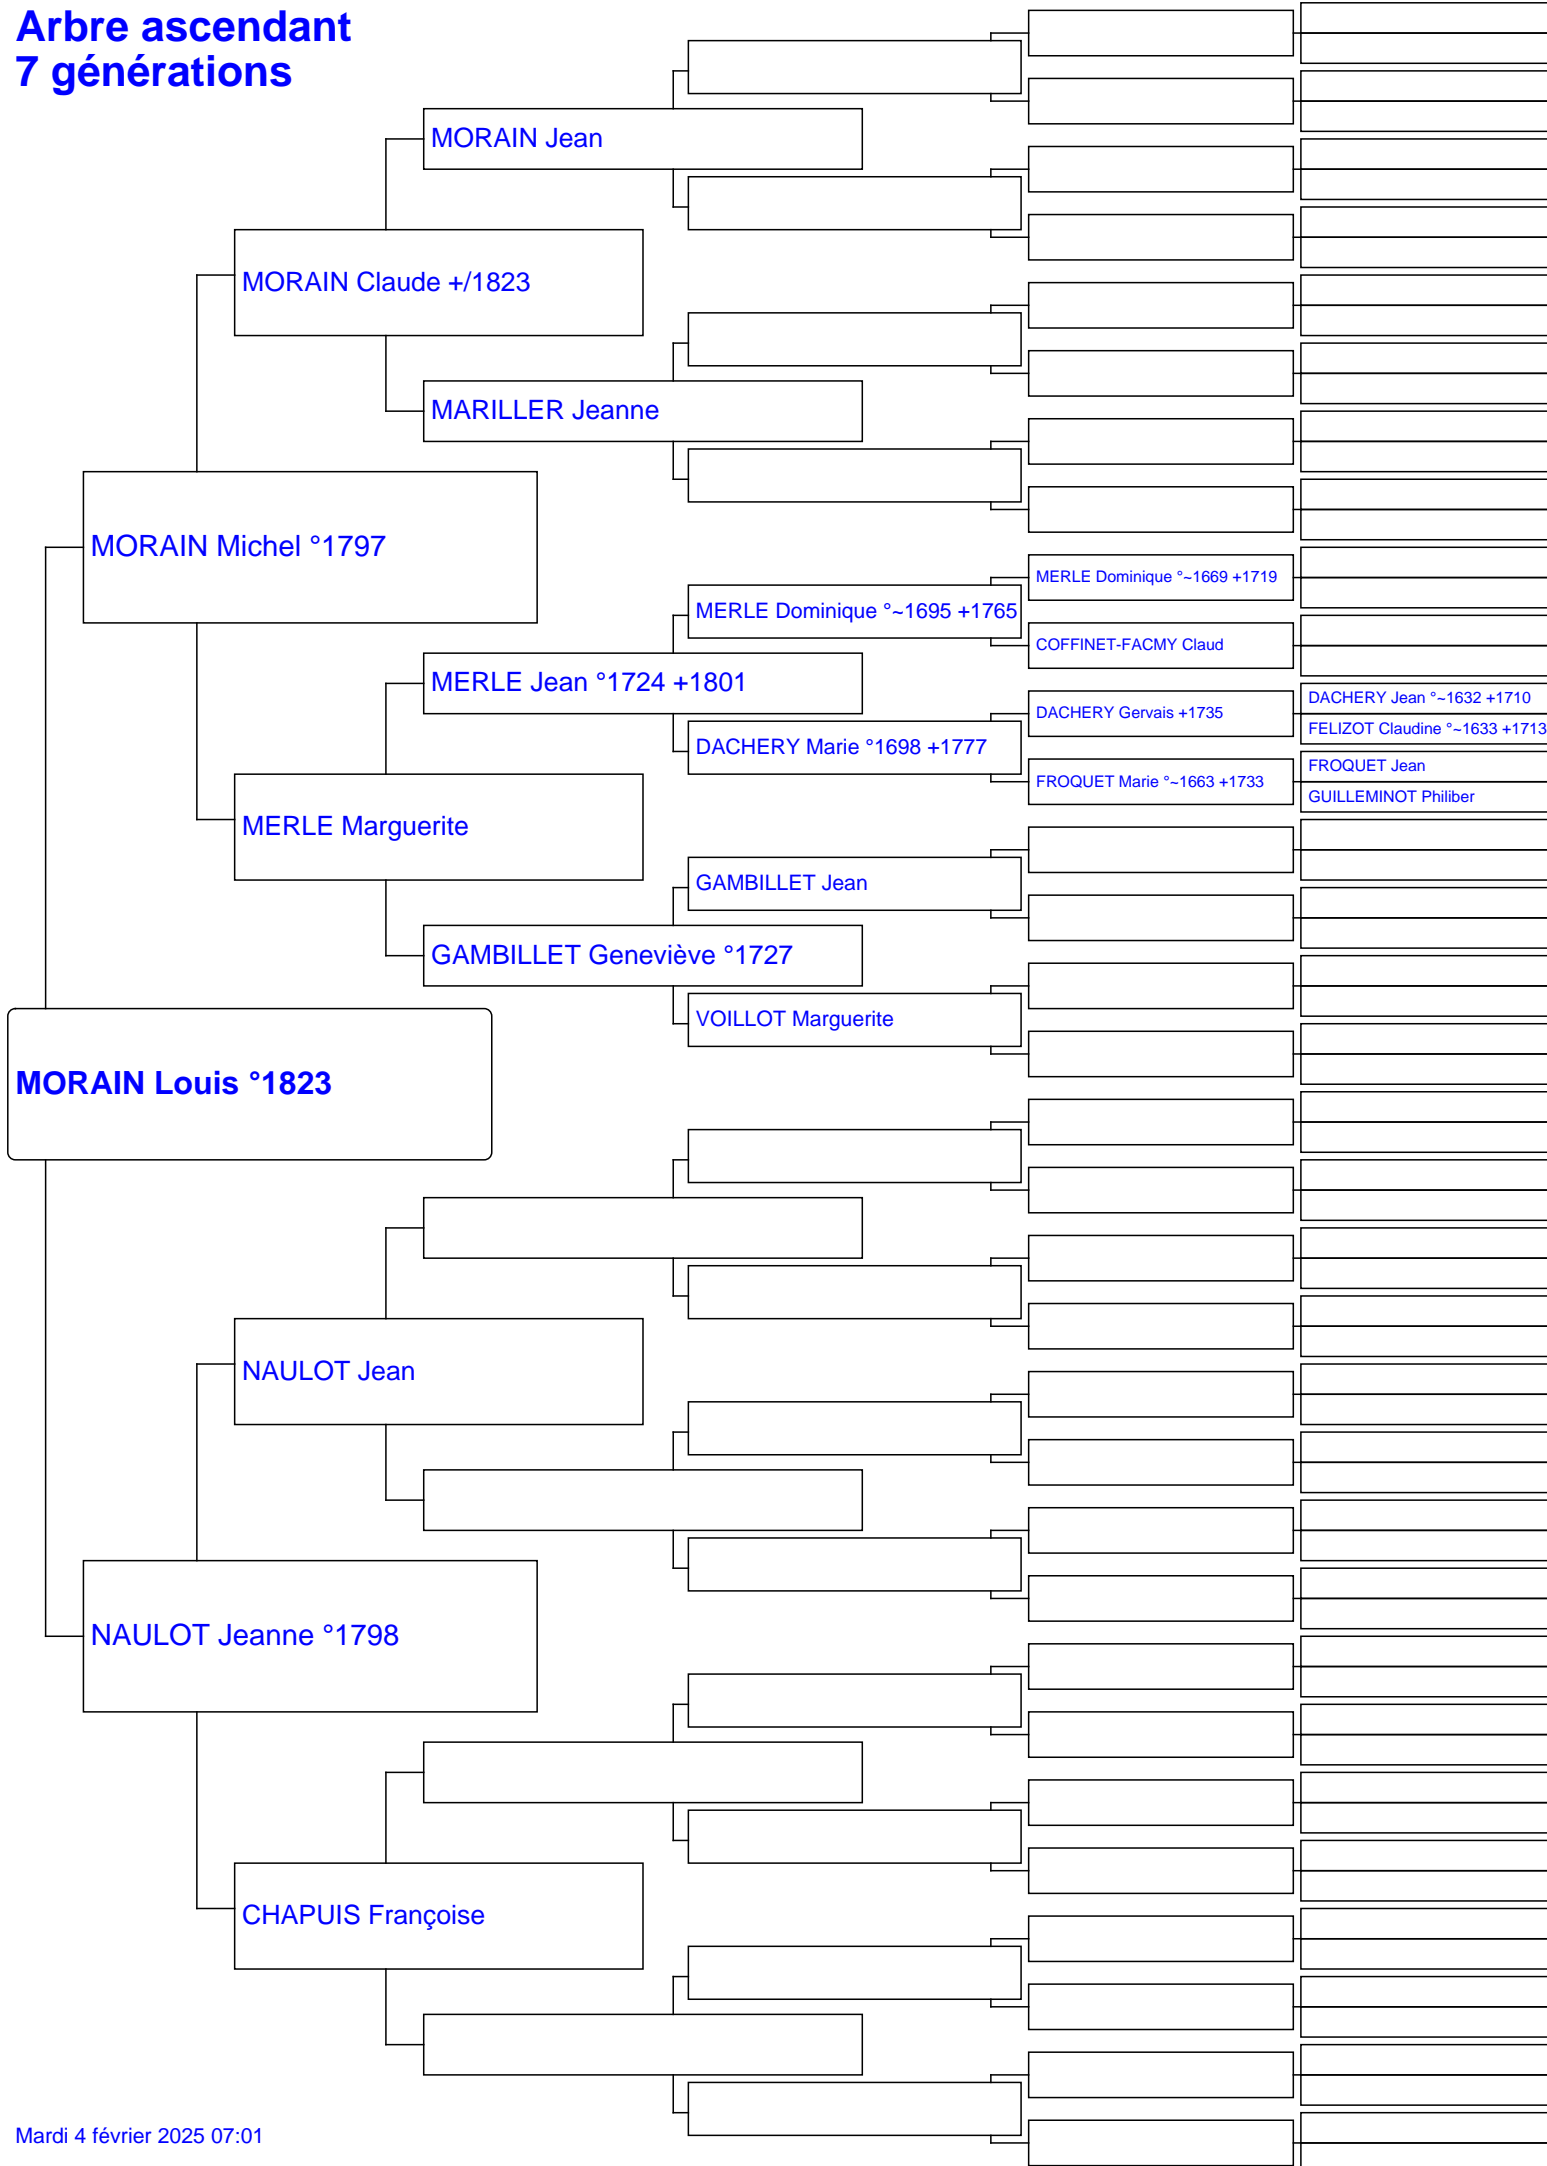 Arbre ascendant
7 générations
MORAIN Jean
MORAIN Claude +/1823
MARILLER Jeanne
MORAIN Michel °1797
MERLE Dominique °~1669 +1719
MERLE Dominique °~1695 +1765
COFFINET-FACMY Claud
MERLE Jean °1724 +1801
DACHERY Jean °~1632 +1710
DACHERY Gervais +1735
FELIZOT Claudine °~1633 +1713
DACHERY Marie °1698 +1777
FROQUET Jean
FROQUET Marie °~1663 +1733
GUILLEMINOT Philiber
MERLE Marguerite
GAMBILLET Jean
GAMBILLET Geneviève °1727
VOILLOT Marguerite
MORAIN Louis °1823
NAULOT Jean
NAULOT Jeanne °1798
CHAPUIS Françoise
Mardi 4 février 2025 07:01